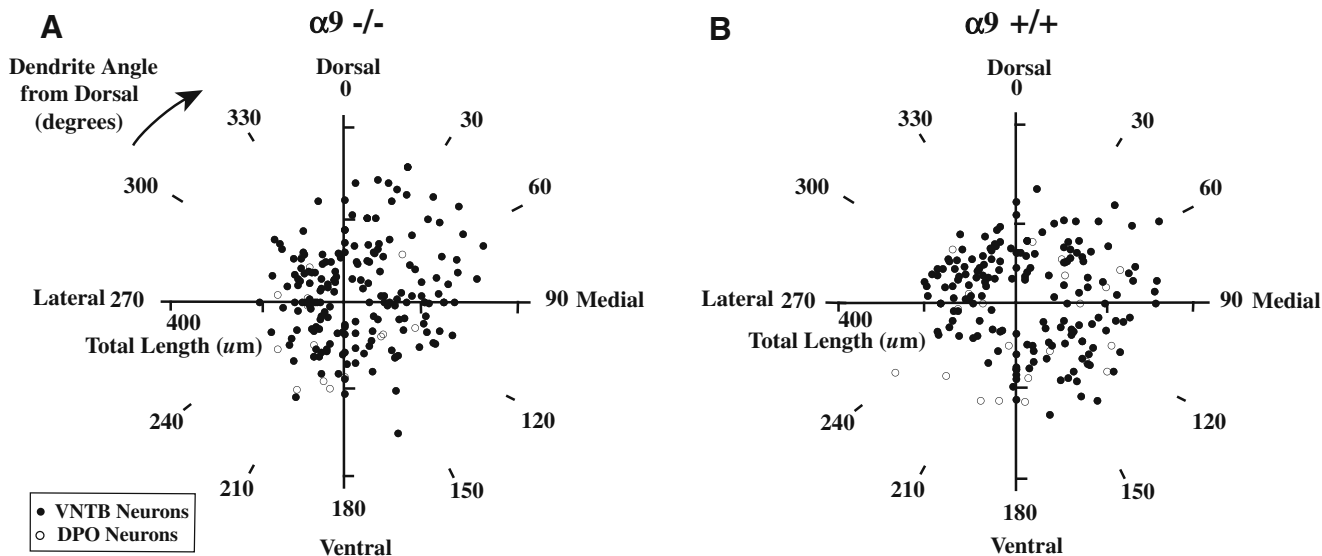 A
α9 -/-
Dendrite Angle
from Dorsal
(degrees)
Dorsal
0
330
30
300
60
Lateral 270
90 Medial
400
Total Length (um)
240
120
210
150
180
Ventral
VNTB Neurons
DPO Neurons
B
α9 +/+
Dorsal
0
330
30
300
60
Lateral 270
90 Medial
400
Total Length (um)
240
120
210
150
180
Ventral